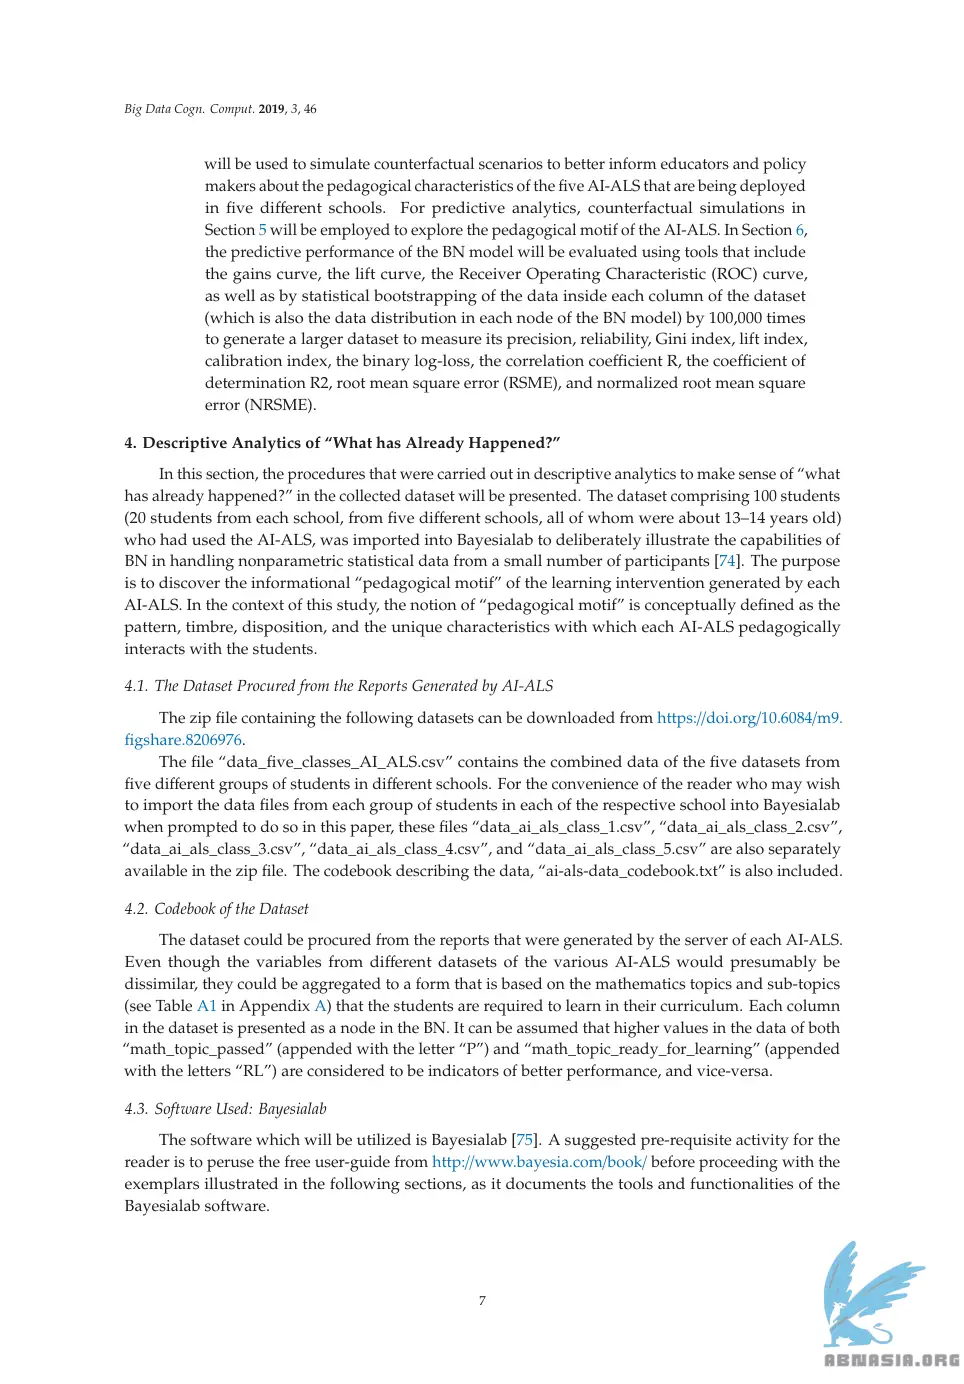 Big Data Cogn. Comput. 2019, 3, 46
will be used to simulate counterfactual scenarios to better inform educators and policy
makers about the pedagogical characteristics of the five AI-ALS that are being deployed
in five different schools. For predictive analytics, counterfactual simulations in
Section 5 will be employed to explore the pedagogical motif of the AI-ALS. In Section 6,
the predictive performance of the BN model will be evaluated using tools that include
the gains curve, the lift curve, the Receiver Operating Characteristic (ROC) curve,
as well as by statistical bootstrapping of the data inside each column of the dataset
(which is also the data distribution in each node of the BN model) by 100,000 times
to generate a larger dataset to measure its precision, reliability, Gini index, lift index,
calibration index, the binary log-loss, the correlation coefficient R, the coefficient of
determination R2, root mean square error (RSME), and normalized root mean square
error (NRSME).
4. Descriptive Analytics of “What has Already Happened?”
In this section, the procedures that were carried out in descriptive analytics to make sense of “what
has already happened?” in the collected dataset will be presented. The dataset comprising 100 students
(20 students from each school, from five different schools, all of whom were about 13–14 years old)
who had used the AI-ALS, was imported into Bayesialab to deliberately illustrate the capabilities of
BN in handling nonparametric statistical data from a small number of participants [74]. The purpose
is to discover the informational “pedagogical motif” of the learning intervention generated by each
AI-ALS. In the context of this study, the notion of “pedagogical motif” is conceptually defined as the
pattern, timbre, disposition, and the unique characteristics with which each AI-ALS pedagogically
interacts with the students.
4.1. The Dataset Procured from the Reports Generated by AI-ALS
The zip file containing the following datasets can be downloaded from https://doi.org/10.6084/m9.
figshare.8206976.
The file “data_five_classes_AI_ALS.csv” contains the combined data of the five datasets from
five different groups of students in different schools. For the convenience of the reader who may wish
to import the data files from each group of students in each of the respective school into Bayesialab
when prompted to do so in this paper, these files “data_ai_als_class_1.csv”, “data_ai_als_class_2.csv”,
“data_ai_als_class_3.csv”, “data_ai_als_class_4.csv”, and “data_ai_als_class_5.csv” are also separately
available in the zip file. The codebook describing the data, “ai-als-data_codebook.txt” is also included.
4.2. Codebook of the Dataset
The dataset could be procured from the reports that were generated by the server of each AI-ALS.
Even though the variables from different datasets of the various AI-ALS would presumably be
dissimilar, they could be aggregated to a form that is based on the mathematics topics and sub-topics
(see Table A1 in Appendix A) that the students are required to learn in their curriculum. Each column
in the dataset is presented as a node in the BN. It can be assumed that higher values in the data of both
“math_topic_passed” (appended with the letter “P”) and “math_topic_ready_for_learning” (appended
with the letters “RL”) are considered to be indicators of better performance, and vice-versa.
4.3. Software Used: Bayesialab
The software which will be utilized is Bayesialab [75]. A suggested pre-requisite activity for the
reader is to peruse the free user-guide from http://www.bayesia.com/book/ before proceeding with the
exemplars illustrated in the following sections, as it documents the tools and functionalities of the
Bayesialab software.
7
ABNASIA.ORG